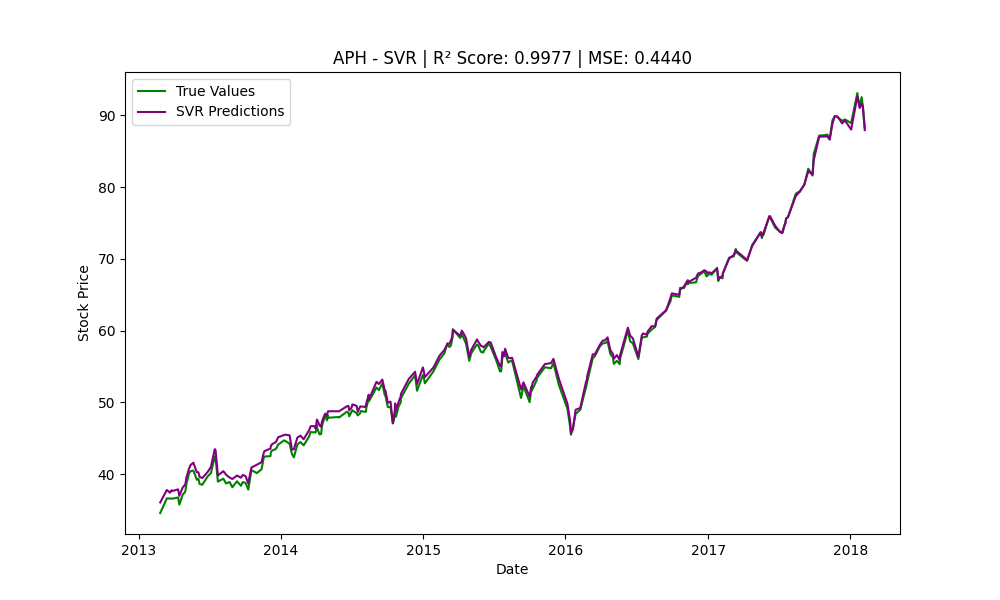 APH - SVR | R² Score: 0.9977 | MSE: 0.4440
True Values
SVR Predictions
90
80
70
60
50
40
Stock Price
2013 2014 2015 2016 2017 2018
Date